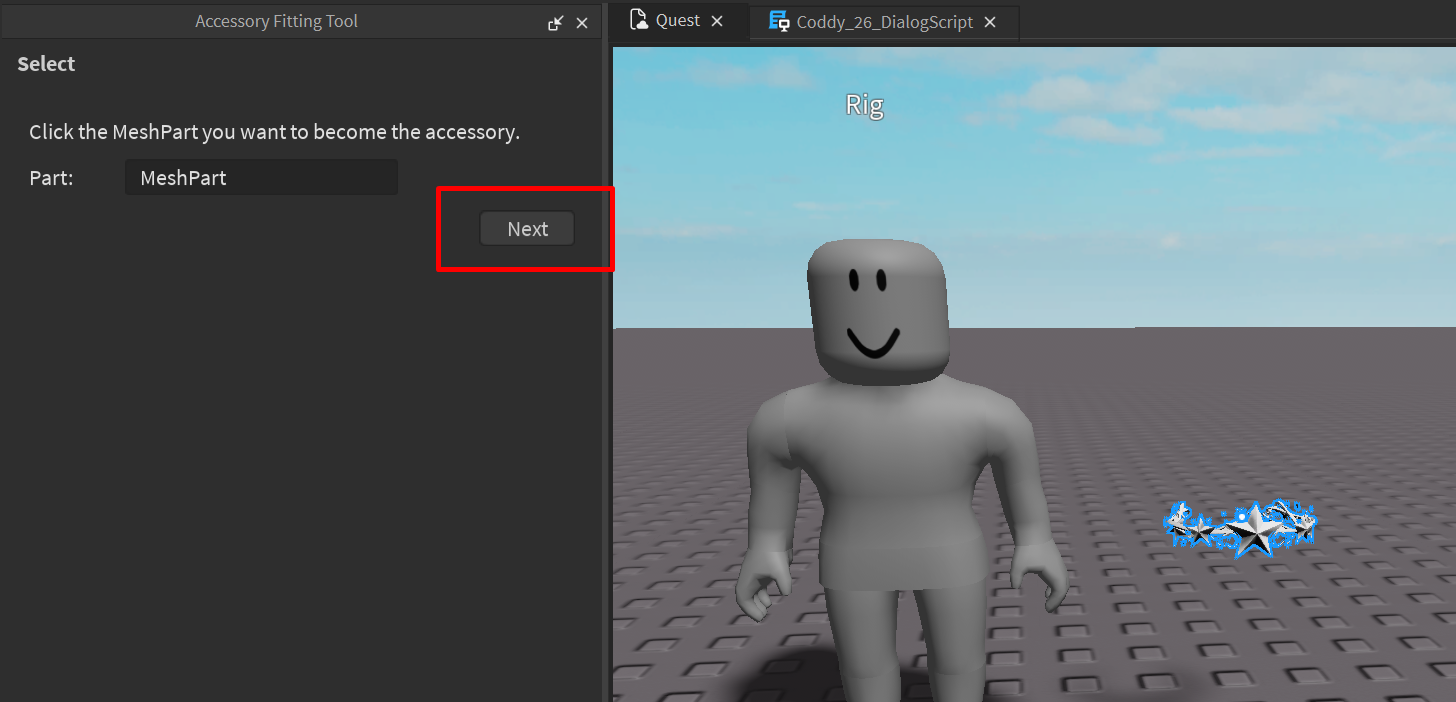 Accessory Fitting Tool
Select
Click the MeshPart you want to become the accessory.
Part: MeshPart
Next
Quest
Coddy_26_DialogScript
Rig